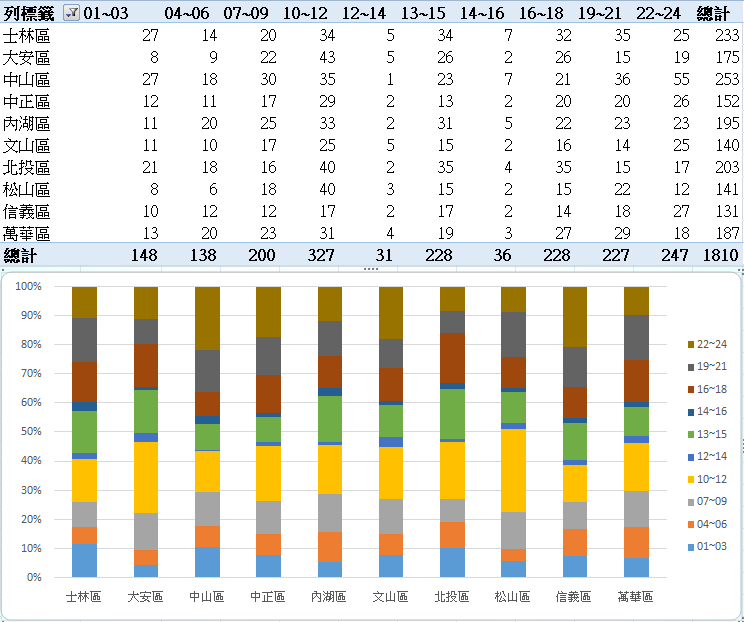 列標籤 01~03 04~06 07~09 10~12 12~14 13~15 14~16 16~18 19~21 22~24 總計
士林區 27 14 20 34 5 34 7 32 35 25 233
大安區 8 9 22 43 5 26 2 26 15 19 175
中山區 27 18 30 35 1 23 7 21 36 55 253
中正區 12 11 17 29 2 13 2 20 20 26 152
內湖區 11 20 25 33 2 31 5 22 23 23 195
文山區 11 10 17 25 5 15 2 16 14 25 140
北投區 21 18 16 40 2 35 4 35 15 17 203
松山區 8 6 18 40 3 15 2 15 22 12 141
信義區 10 12 12 17 2 17 2 14 18 27 131
萬華區 13 20 23 31 4 19 3 27 29 18 187
總計 148 138 200 327 31 228 36 228 227 247 1810
100%
90%
80%
70%
60%
50%
40%
30%
20%
10%
0%
士林區 大安區 中山區 中正區 內湖區 文山區 北投區 松山區 信義區 萬華區
22~24
19~21
16~18
14~16
13~15
12~14
10~12
07~09
04~06
01~03